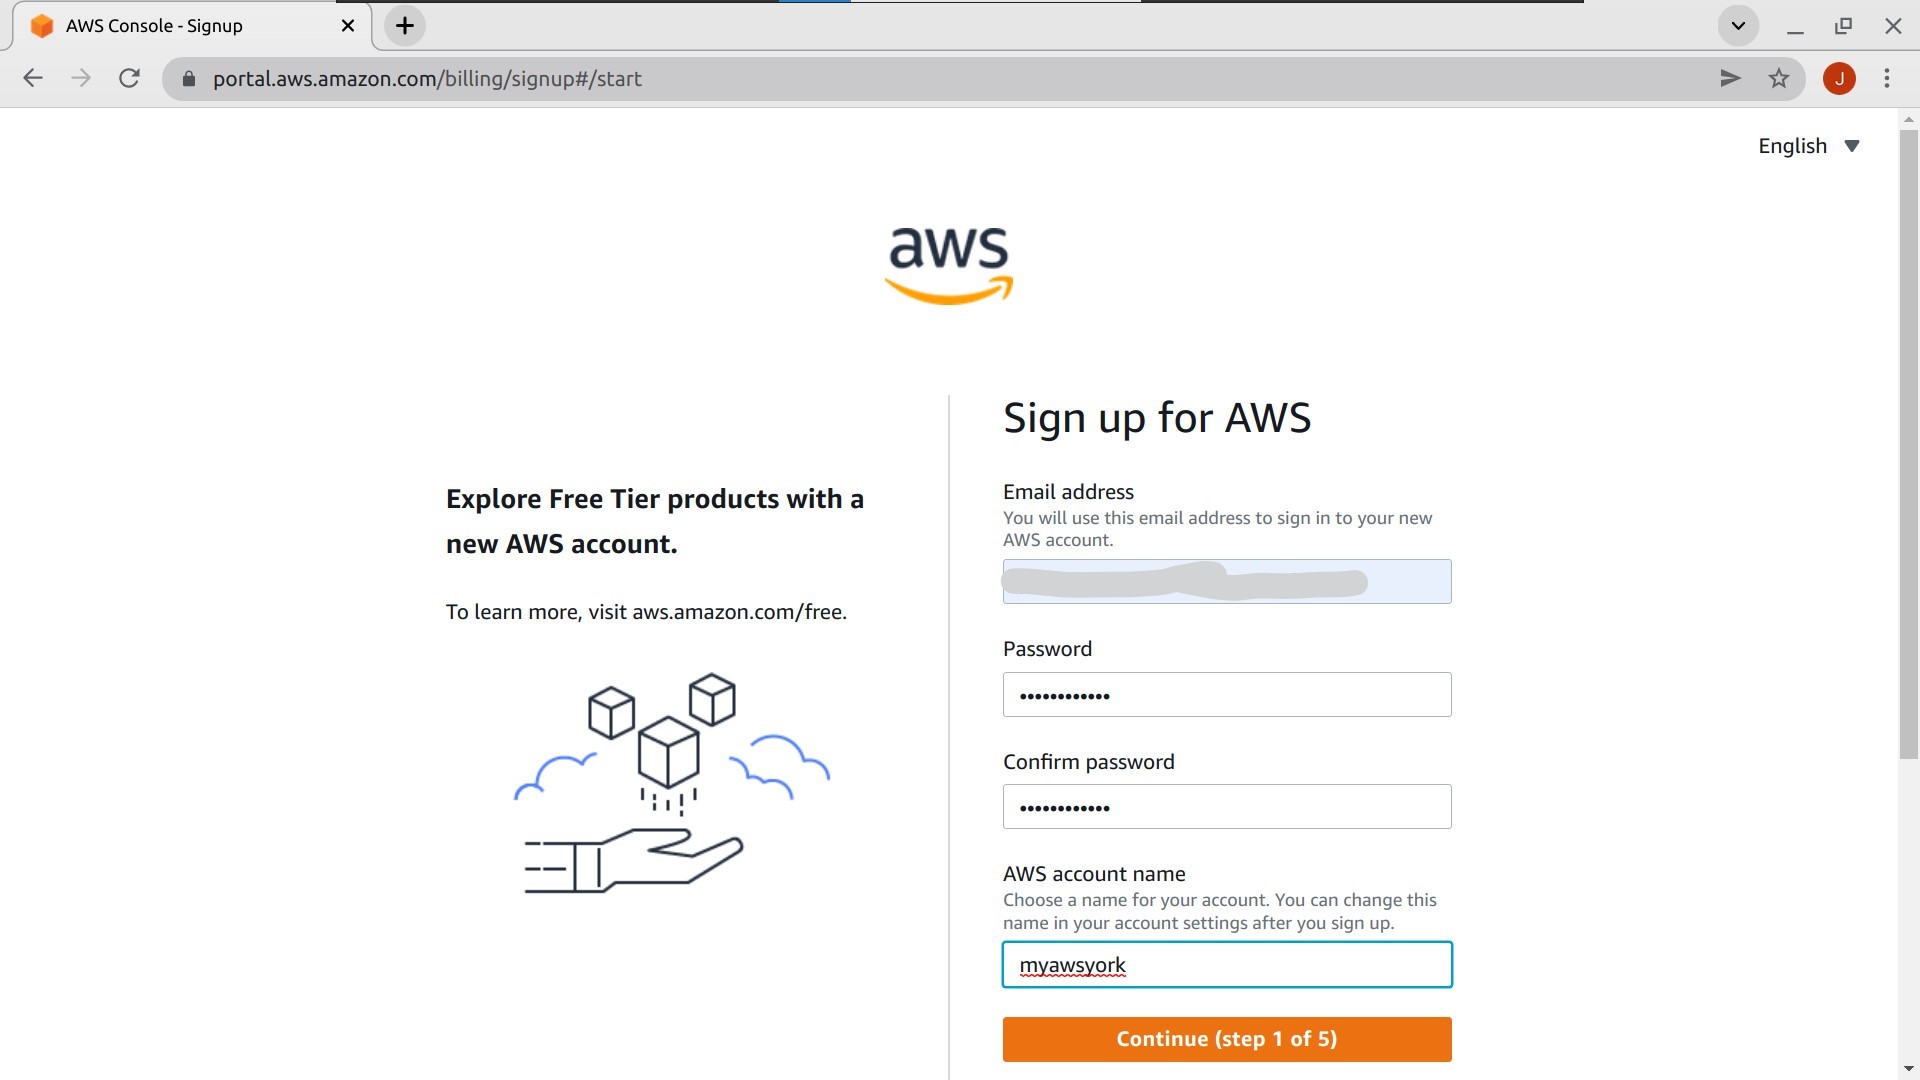 AWS Console - Signup
portal.aws.amazon.com/billing/signup#/start
J
English
aws
Sign up for AWS
Explore Free Tier products with a
new AWS account.
To learn more, visit aws.amazon.com/free.
Email address
You will use this email address to sign in to your new
AWS account.
Password
••••••••••••
Confirm password
••••••••••••
AWS account name
Choose a name for your account. You can change this
name in your account settings after you sign up.
myawsyork
Continue (step 1 of 5)